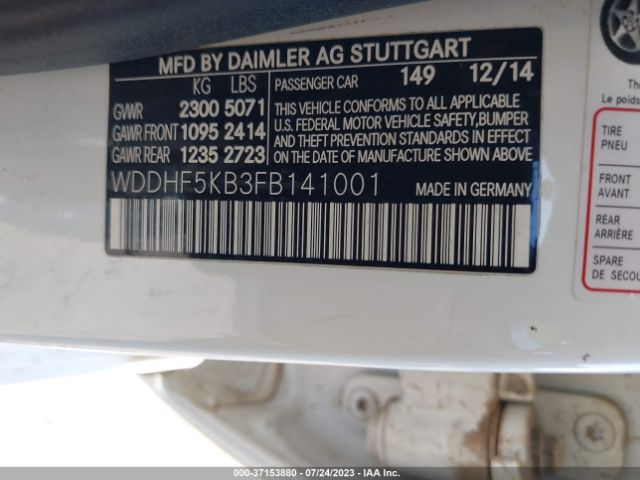 MFD BY DAIMLER AG STUTTGART
KG LBS
GVWR 2300 5071
GAWR FRONT 1095 2414
GAWR REAR 1235 2723
PASSENGER CAR 149 12/14
THIS VEHICLE CONFORMS TO ALL APPLICABLE
U.S. FEDERAL MOTOR VEHICLE SAFETY,BUMPER
AND THEFT PREVENTION STANDARDS IN EFFECT
ON THE DATE OF MANUFACTURE SHOWN ABOVE
WDDHF5KB3FB141001 MADE IN GERMANY
The
Le poids
TIRE
PNEU
FRONT
AVANT
REAR
ARRIÈRE
SPARE
DE SECOU
000-37153880 - 07/24/2023 - IAA Inc.